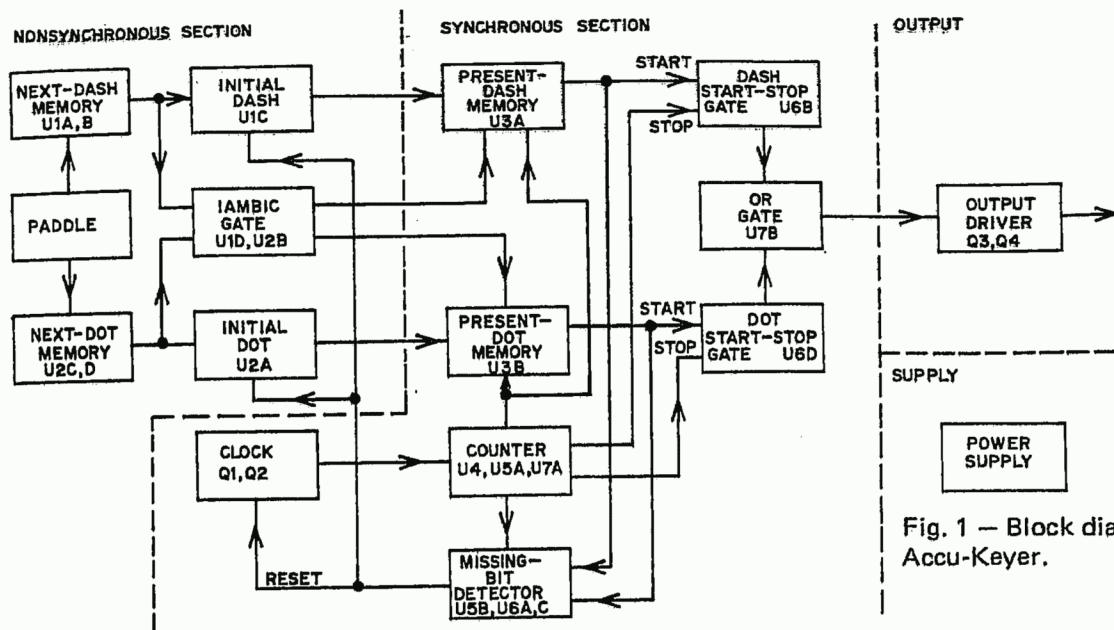 NONSYNCHRONOUS SECTION
SYNCHRONOUS SECTION
OUTPUT
NEXT-DASH
MEMORY
U1A,B
INITIAL
DASH
U1C
PRESENT-
DASH
MEMORY
U3A
START
STOP
DASH
START-STOP
GATE U6B
PADDLE
IAMBIC
GATE
U1D,U2B
OR
GATE
U7B
OUTPUT
DRIVER
Q3,Q4
NEXT-DOT
MEMORY
U2C,D
INITIAL
DOT
U2A
PRESENT-
DOT
MEMORY
U3B
START
STOP
DOT
START-STOP
GATE U6D
SUPPLY
CLOCK
Q1,Q2
COUNTER
U4,U5A,U7A
POWER
SUPPLY
RESET
MISSING-
BIT
DETECTOR
U5B,U6A,C
Fig. 1 — Block dia
Accu-Keyer.